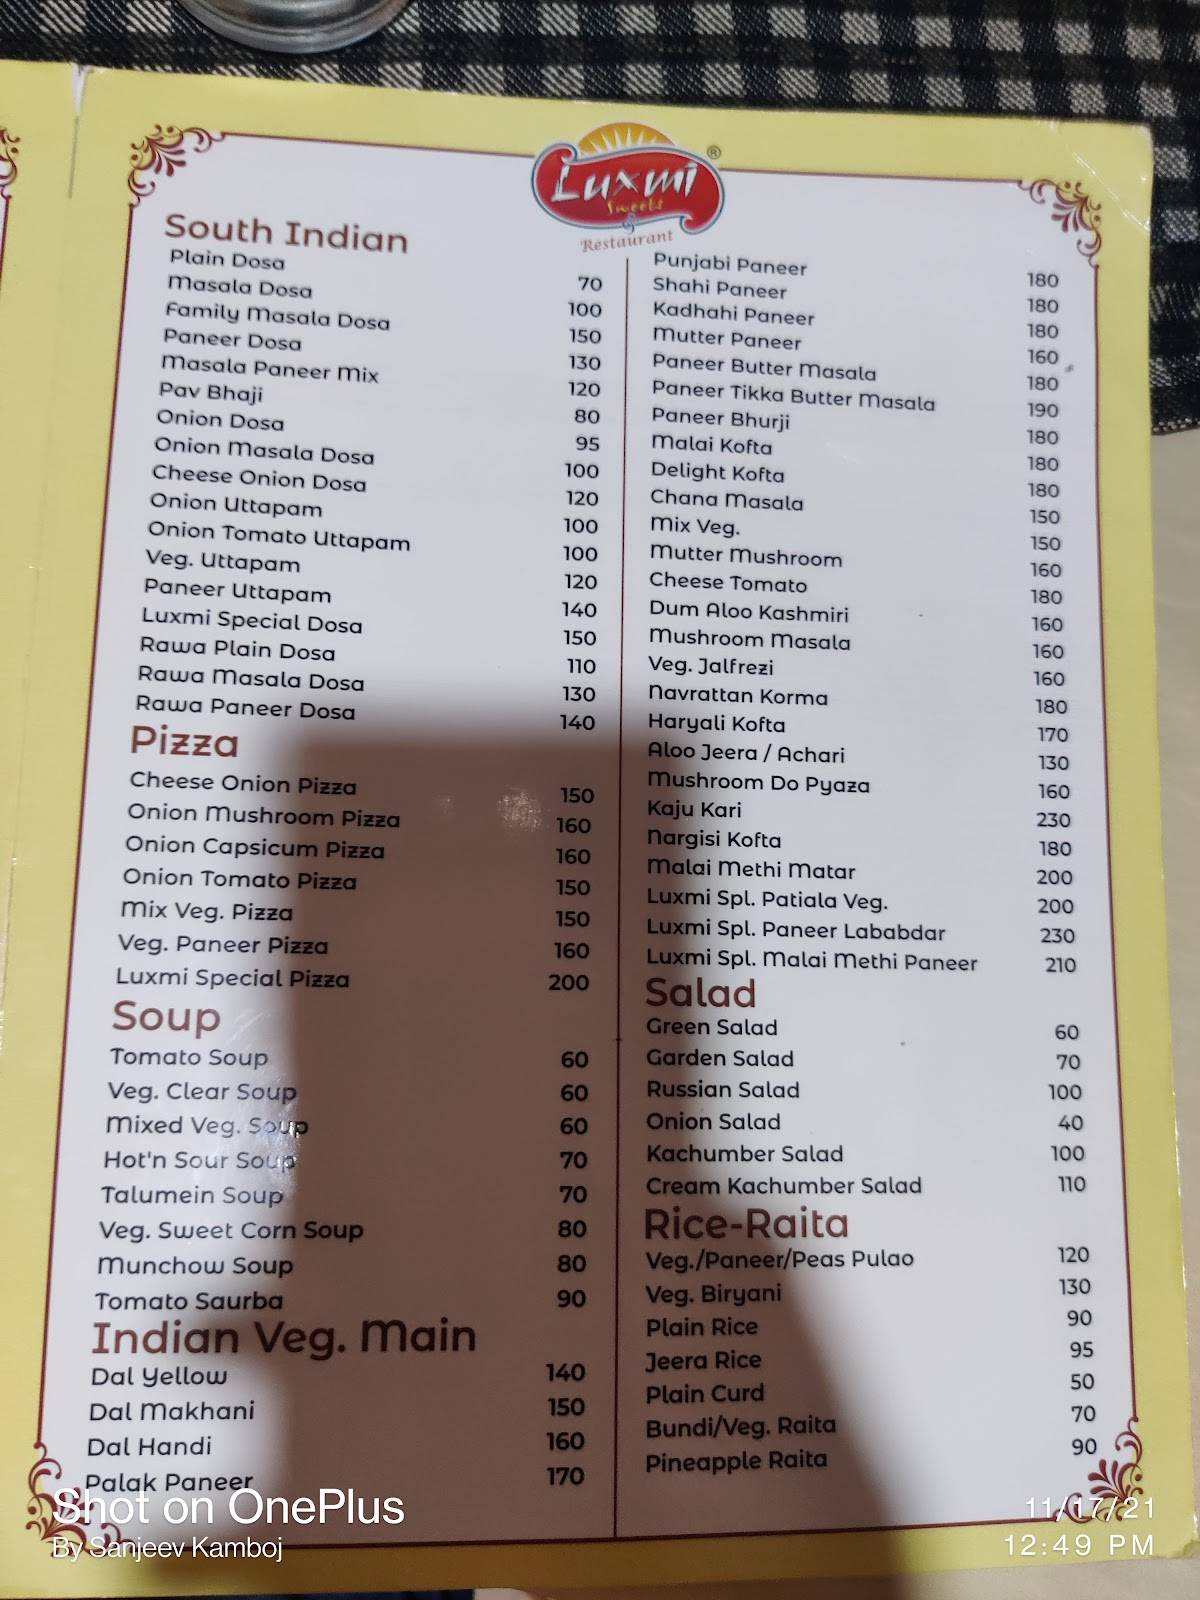 Luxmi ®
Sweets
&
Restaurant
South Indian
Plain Dosa 70
Masala Dosa 100
Family Masala Dosa 150
Paneer Dosa 130
Masala Paneer Mix 120
Pav Bhaji 80
Onion Dosa 95
Onion Masala Dosa 100
Cheese Onion Dosa 120
Onion Uttapam 100
Onion Tomato Uttapam 100
Veg. Uttapam 120
Paneer Uttapam 140
Luxmi Special Dosa 150
Rawa Plain Dosa 110
Rawa Masala Dosa 130
Rawa Paneer Dosa 140
Pizza
Cheese Onion Pizza 150
Onion Mushroom Pizza 160
Onion Capsicum Pizza 160
Onion Tomato Pizza 150
Mix Veg. Pizza 150
Veg. Paneer Pizza 160
Luxmi Special Pizza 200
Soup
Tomato Soup 60
Veg. Clear Soup 60
Mixed Veg. Soup 60
Hot'n Sour Soup 70
Talumein Soup 70
Veg. Sweet Corn Soup 80
Munchow Soup 80
Tomato Saurba 90
Indian Veg. Main
Dal Yellow 140
Dal Makhani 150
Dal Handi 160
Palak Paneer 170
Punjabi Paneer 180
Shahi Paneer 180
Kadhahi Paneer 180
Mutter Paneer 160
Paneer Butter Masala 180
Paneer Tikka Butter Masala 190
Paneer Bhurji 180
Malai Kofta 180
Delight Kofta 180
Chana Masala 150
Mix Veg. 150
Mutter Mushroom 160
Cheese Tomato 180
Dum Aloo Kashmiri 160
Mushroom Masala 160
Veg. Jalfrezi 160
Navrattan Korma 180
Haryali Kofta 170
Aloo Jeera / Achari 130
Mushroom Do Pyaza 160
Kaju Kari 230
Nargisi Kofta 180
Malai Methi Matar 200
Luxmi Spl. Patiala Veg. 200
Luxmi Spl. Paneer Lababdar 230
Luxmi Spl. Malai Methi Paneer 210
Salad
Green Salad 60
Garden Salad 70
Russian Salad 100
Onion Salad 40
Kachumber Salad 100
Cream Kachumber Salad 110
Rice-Raita
Veg./Paneer/Peas Pulao 120
Veg. Biryani 130
Plain Rice 90
Jeera Rice 95
Plain Curd 50
Bundi/Veg. Raita 70
Pineapple Raita 90
Shot on OnePlus
By Sanjeev Kamboj
11/17/21
12:49 PM